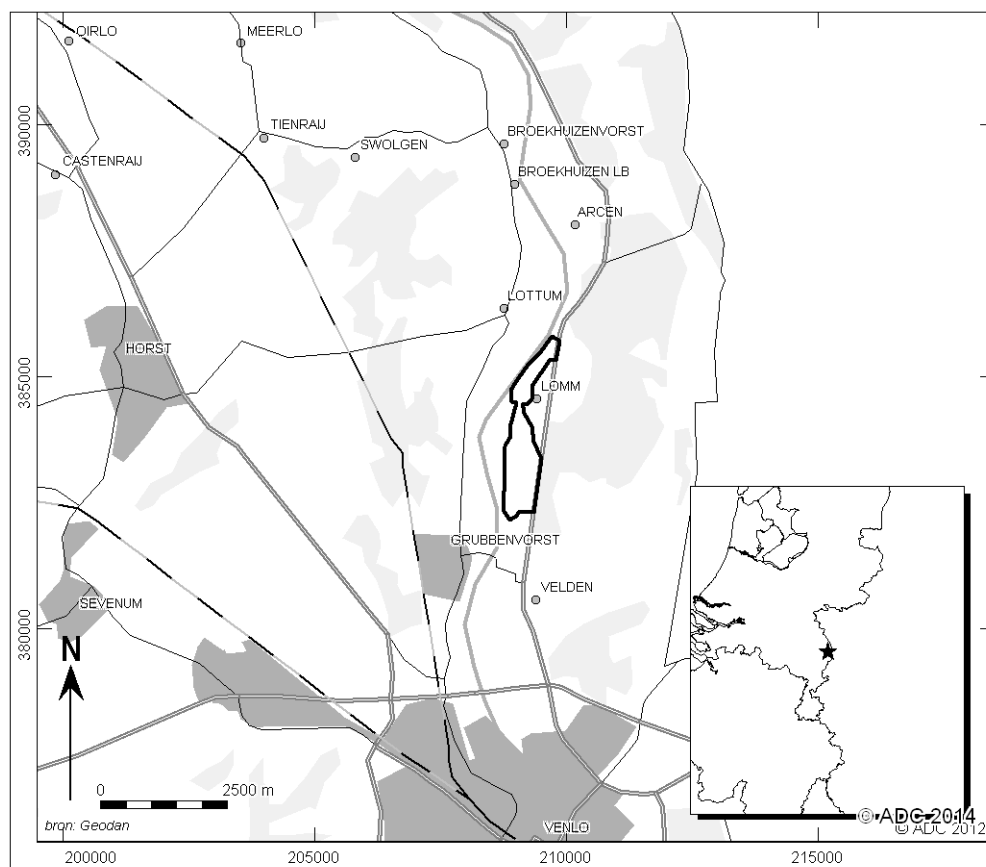 OIRLO
MEERLO
390000
TIENRAIJ
BROEKHUIZENVORST
SWOLGEN
CASTENRAIJ
BROEKHUIZEN LB
ARCEN
LOTTUM
HORST
385000
LOMM
GRUBBENVORST
VELDEN
SEVENUM
380000
N
0 2500 m
bron: Geodan
VENLO
© ADC 2014
© ADC 2012
200000 205000 210000 215000